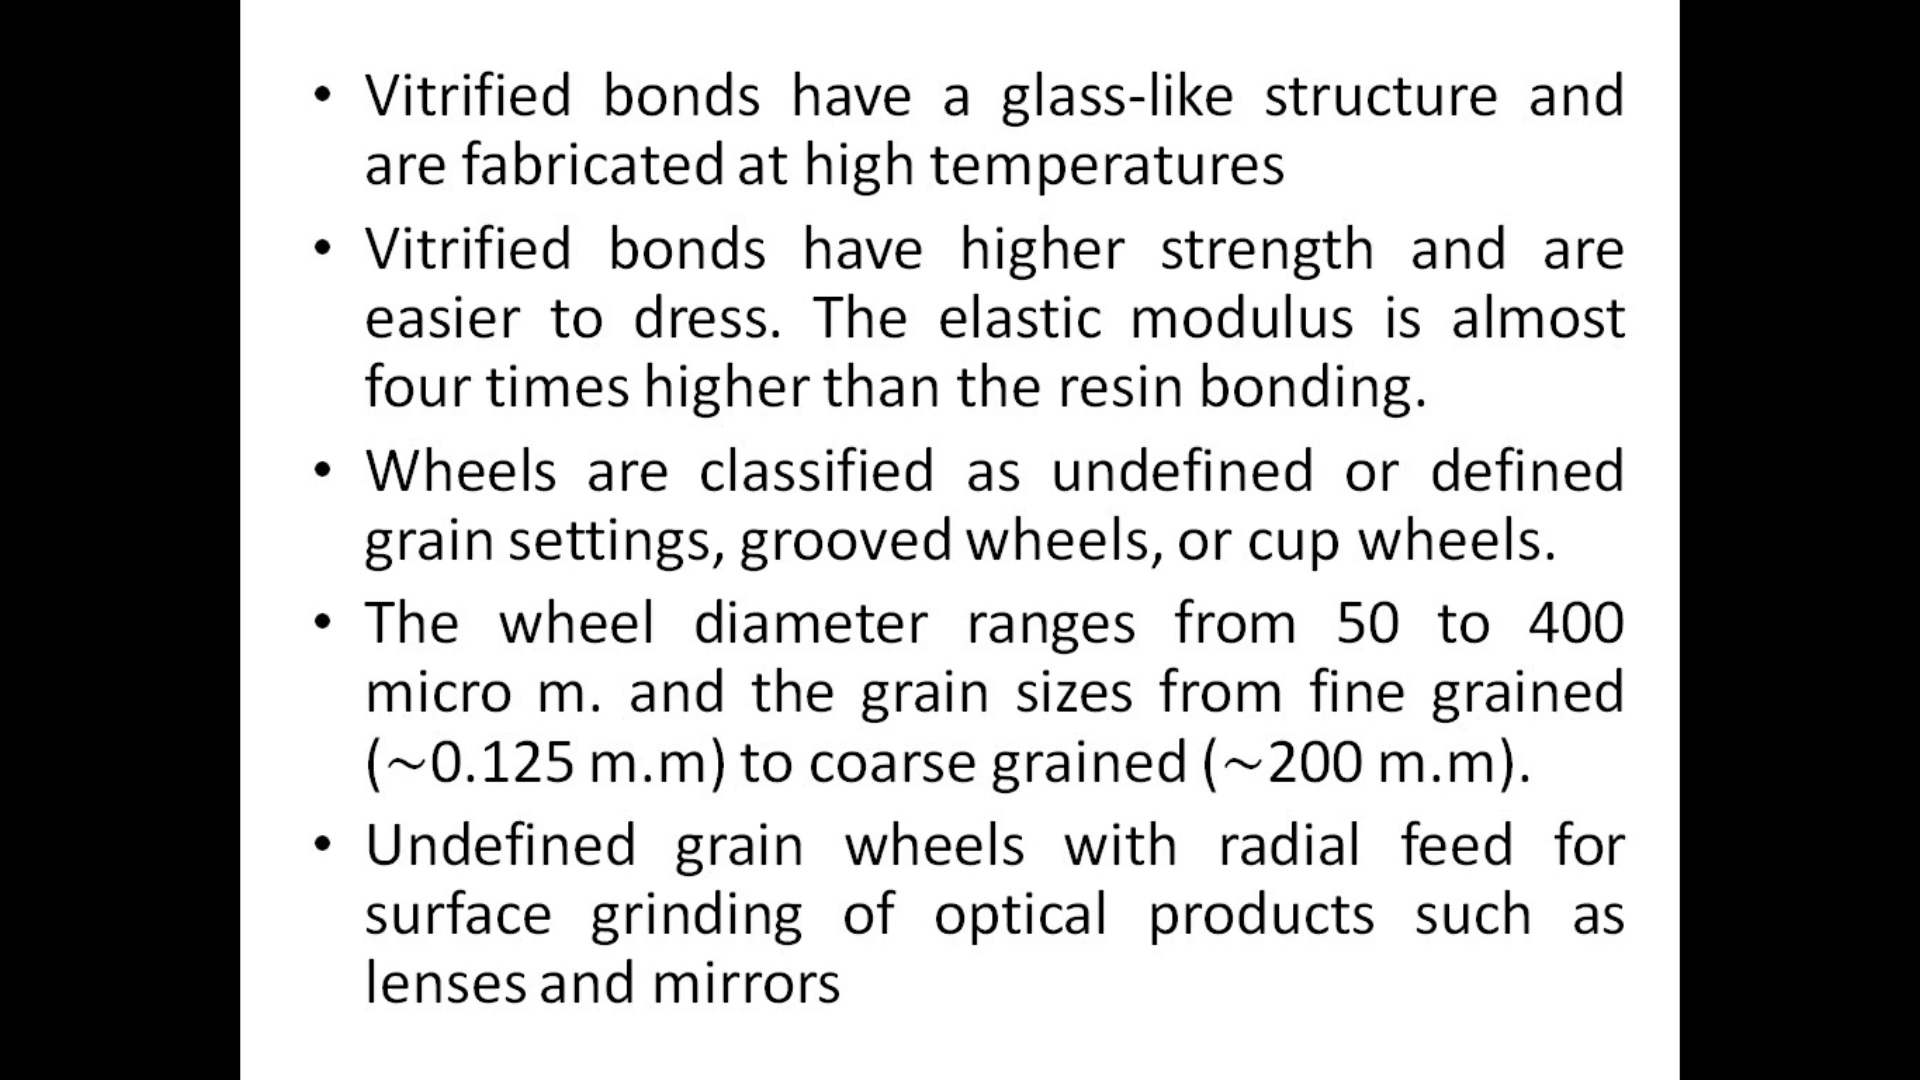 • Vitrified bonds have a glass-like structure and
are fabricated at high temperatures
• Vitrified bonds have higher strength and are
easier to dress. The elastic modulus is almost
four times higher than the resin bonding.
• Wheels are classified as undefined or defined
grain settings, grooved wheels, or cup wheels.
• The wheel diameter ranges from 50 to 400
micro m. and the grain sizes from fine grained
(~0.125 m.m) to coarse grained (~200 m.m).
• Undefined grain wheels with radial feed for
surface grinding of optical products such as
lenses and mirrors